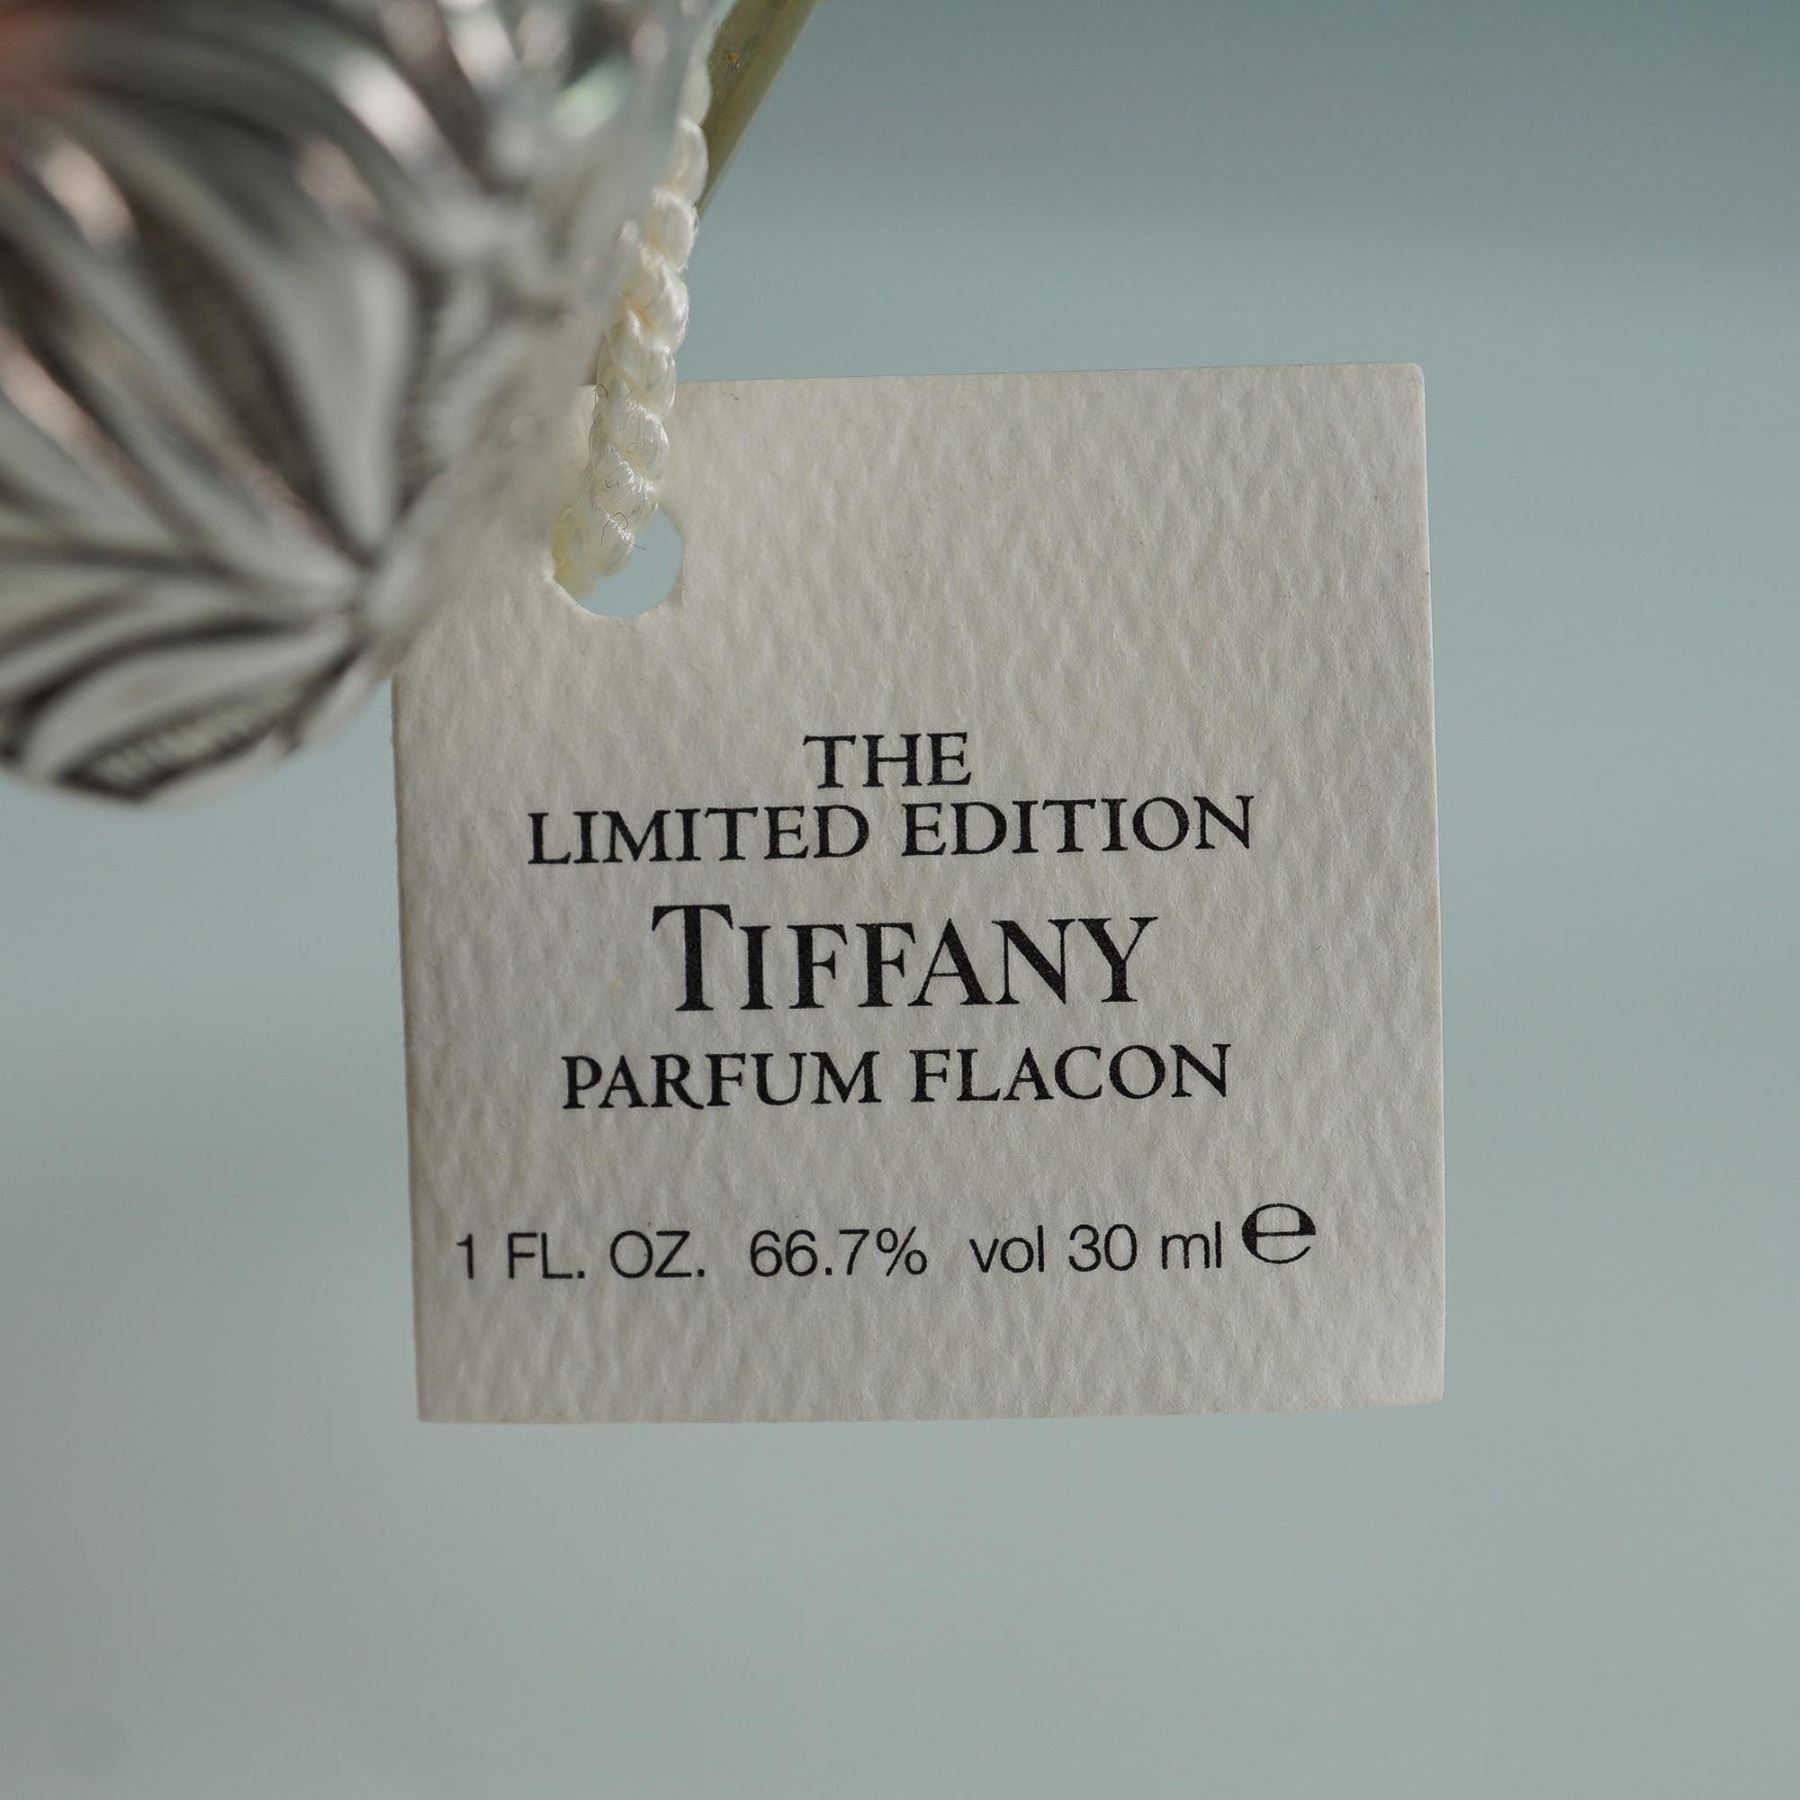 THE
LIMITED EDITION
TIFFANY
PARFUM FLACON
1 FL. OZ. 66.7% vol 30 ml ℮